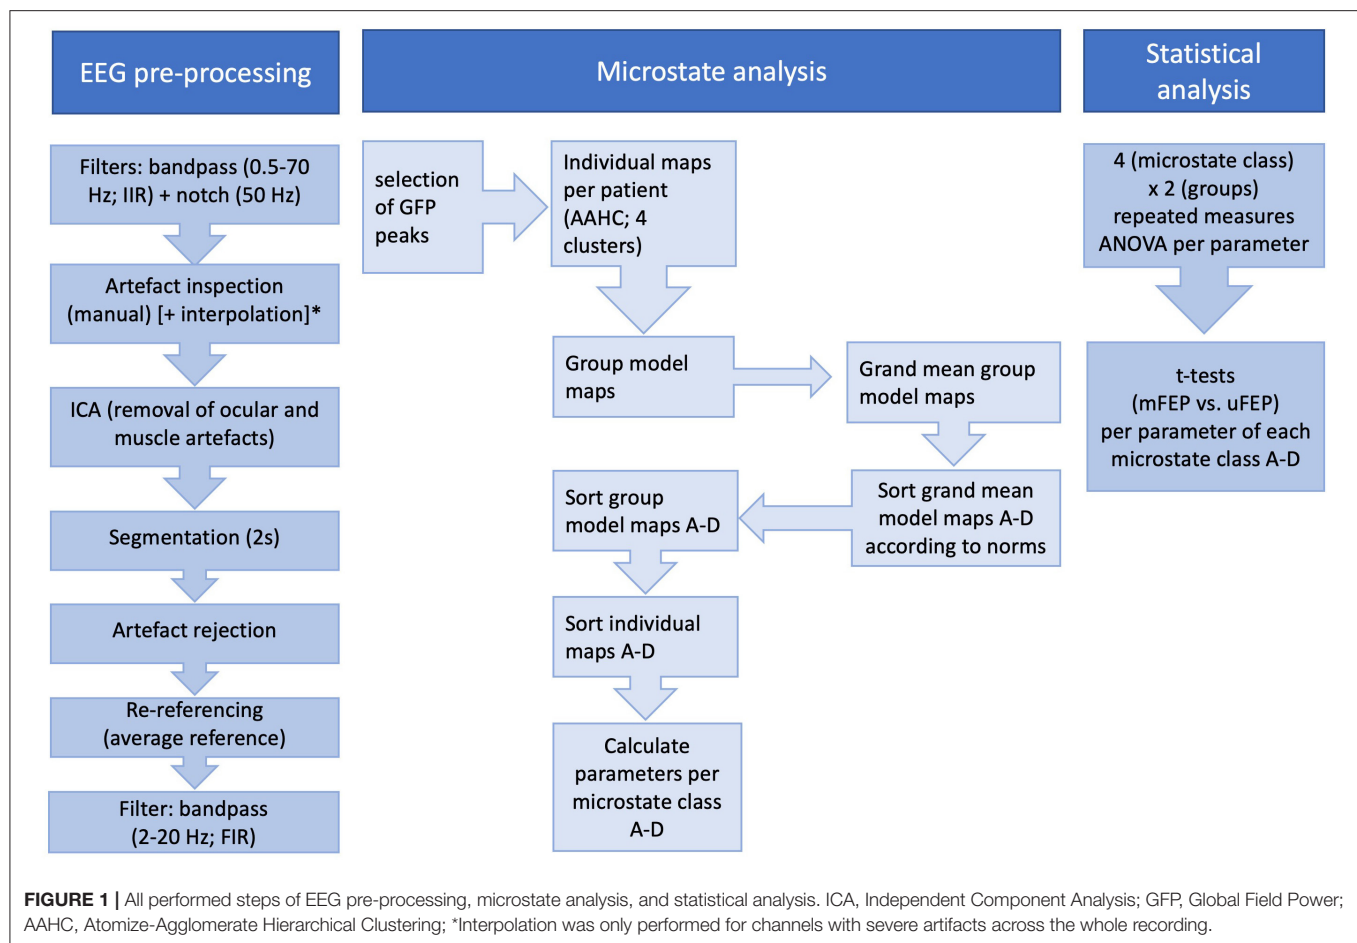 EEG pre-processing
Filters: bandpass (0.5-70
Hz; IIR) + notch (50 Hz)
Artefact inspection
(manual) [+ interpolation]*
ICA (removal of ocular and
muscle artefacts)
Segmentation (2s)
Artefact rejection
Re-referencing
(average reference)
Filter: bandpass
(2-20 Hz; FIR)
Microstate analysis
selection
of GFP
peaks
Individual maps
per patient
(AAHC; 4
clusters)
Group model
maps
Grand mean group
model maps
Sort grand mean
model maps A-D
according to norms
Sort group
model maps A-D
Sort individual
maps A-D
Calculate
parameters per
microstate class
A-D
Statistical
analysis
4 (microstate class)
x 2 (groups)
repeated measures
ANOVA per parameter
t-tests
(mFEP vs. uFEP)
per parameter of each
microstate class A-D
FIGURE 1 | All performed steps of EEG pre-processing, microstate analysis, and statistical analysis. ICA, Independent Component Analysis; GFP, Global Field Power;
AAHC, Atomize-Agglomerate Hierarchical Clustering; *Interpolation was only performed for channels with severe artifacts across the whole recording.